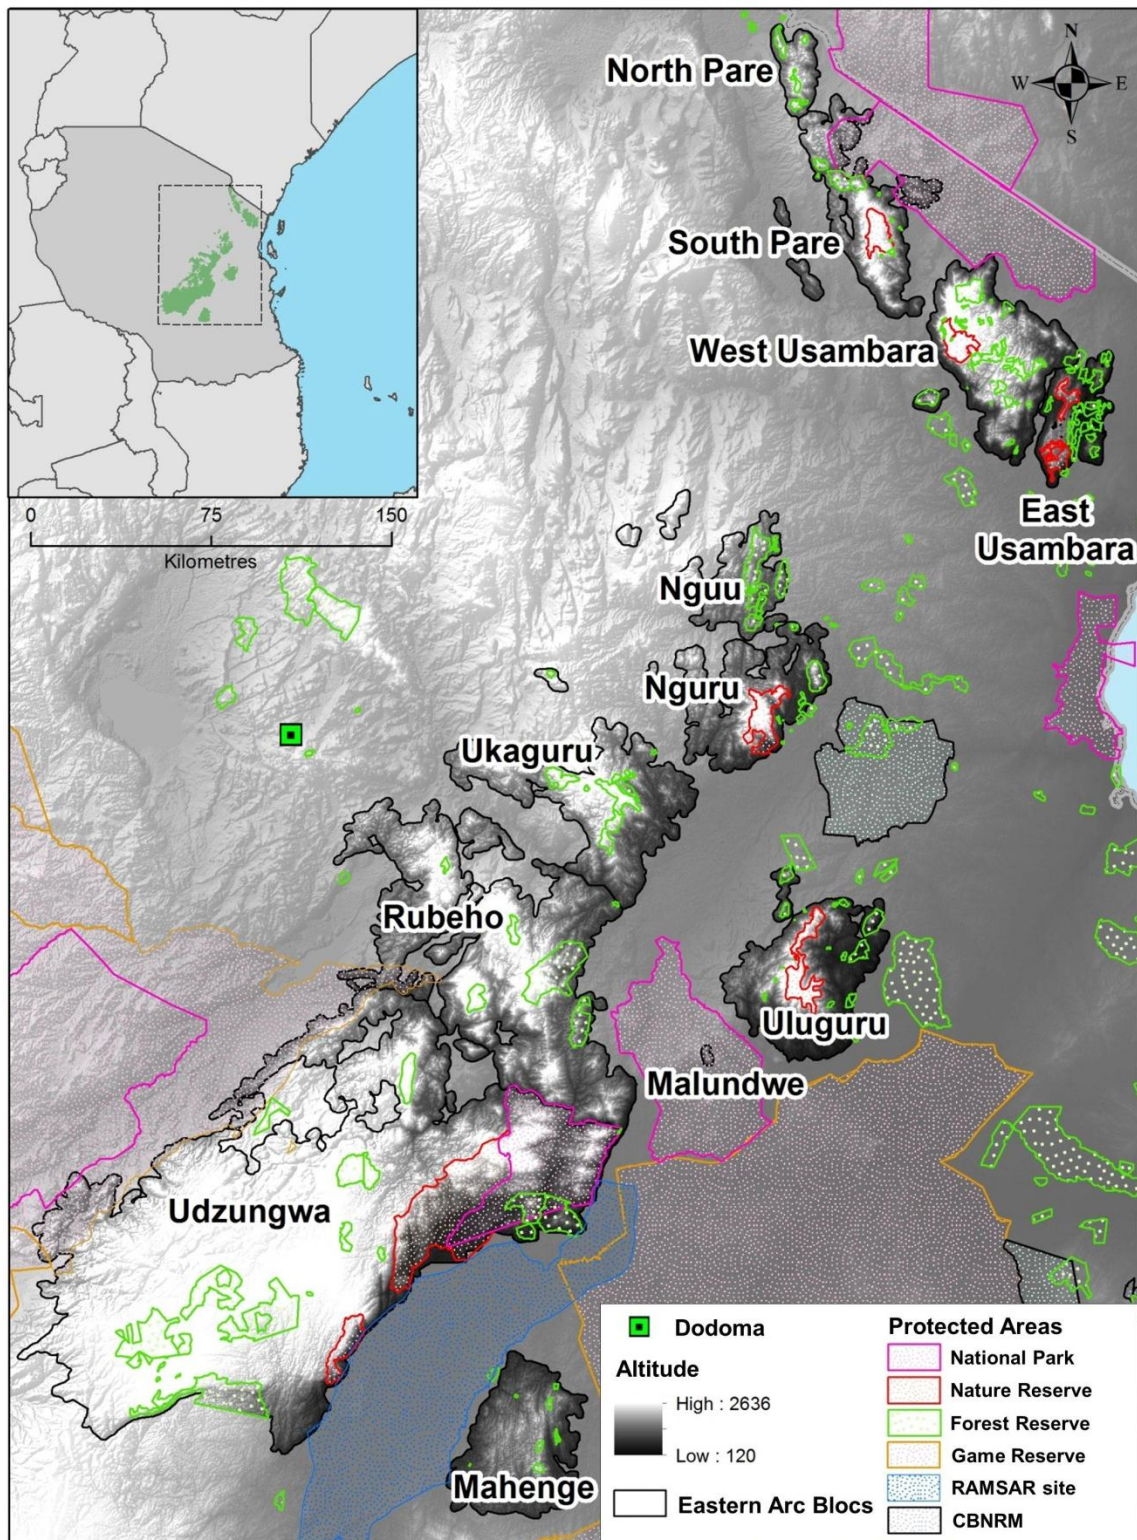 N
W E
S
North Pare
South Pare
West Usambara
East
Usambara
0 75 150
Kilometres
Nguu
Nguru
Ukaguru
Rubeho
Uluguru
Malundwe
Udzungwa
Mahenge
Dodoma
Altitude
High : 2636
Low : 120
Eastern Arc Blocs
Protected Areas
National Park
Nature Reserve
Forest Reserve
Game Reserve
RAMSAR site
CBNRM